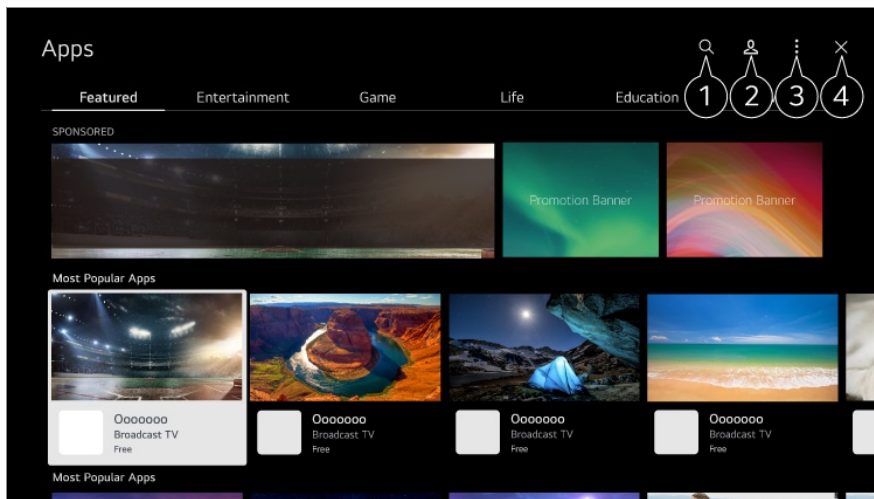 Apps
Featured Entertainment Game Life Education
1 2 3 4
SPONSORED
Promotion Banner Promotion Banner
Most Popular Apps
Ooooooo Ooooooo Ooooooo Ooooooo
Broadcast TV Broadcast TV Broadcast TV Broadcast TV
Free Free Free Free
Most Popular Apps